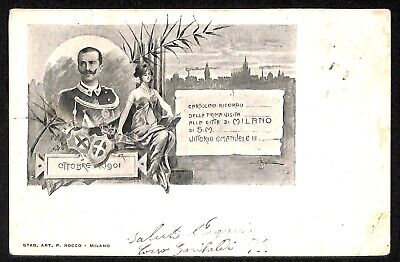 CARTOLINA-RICORDO
DELLA PRIMA VISITA
ALLA CITTÀ DI MILANO
DI S.M.
VITTORIO EMANUELE III
OTTOBRE 1901
STAB. ART. P. ROCCO - MILANO
Saluti
Corso Garibaldi 71